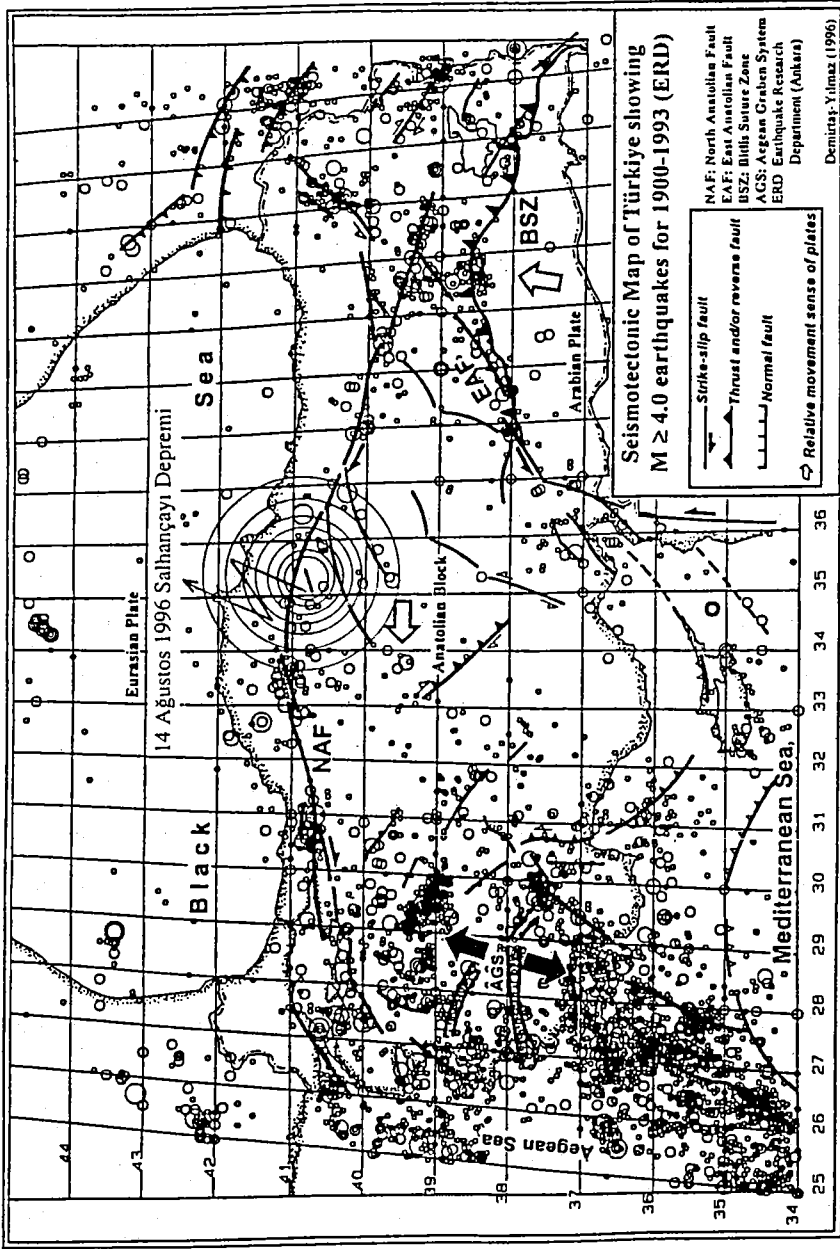 44
43
42
41
40
39
38
37
36
35
34
25
26
27
28
29
30
31
32
33
34
35
36
Black
Sea
Eurasian Plate
14 Ağustos 1996 Salhançayı Depremi
NAF
Anatolian Block
AGS
EAF
BSZ
Arabian Plate
Aegean Sea
Mediterranean Sea,
Seismotectonic Map of Türkiye showing
M ≥ 4.0 earthquakes for 1900-1993 (ERD)
Strike-slip fault
Thrust and/or reverse fault
Normal fault
Relative movement sense of plates
NAF: North Anatolian Fault
EAF: East Anatolian Fault
BSZ: Bitlis Suture Zone
AGS: Aegean Graben System
ERD Earthquake Research
Department (Ankara)
Demirtaş, Yılmaz (1996)